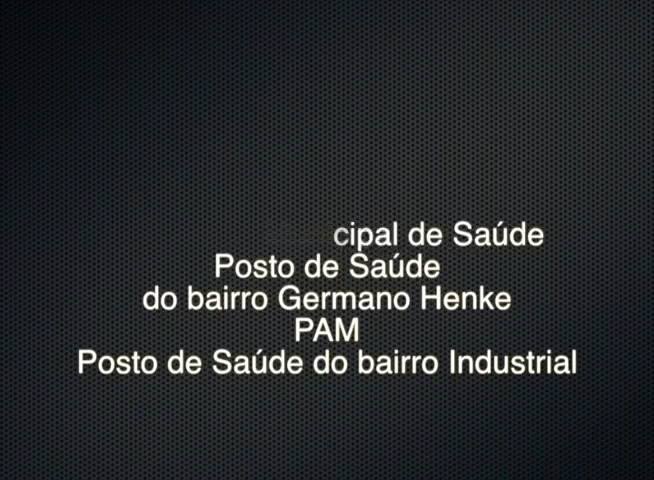 cipal de Saúde
Posto de Saúde
do bairro Germano Henke
PAM
Posto de Saúde do bairro Industrial